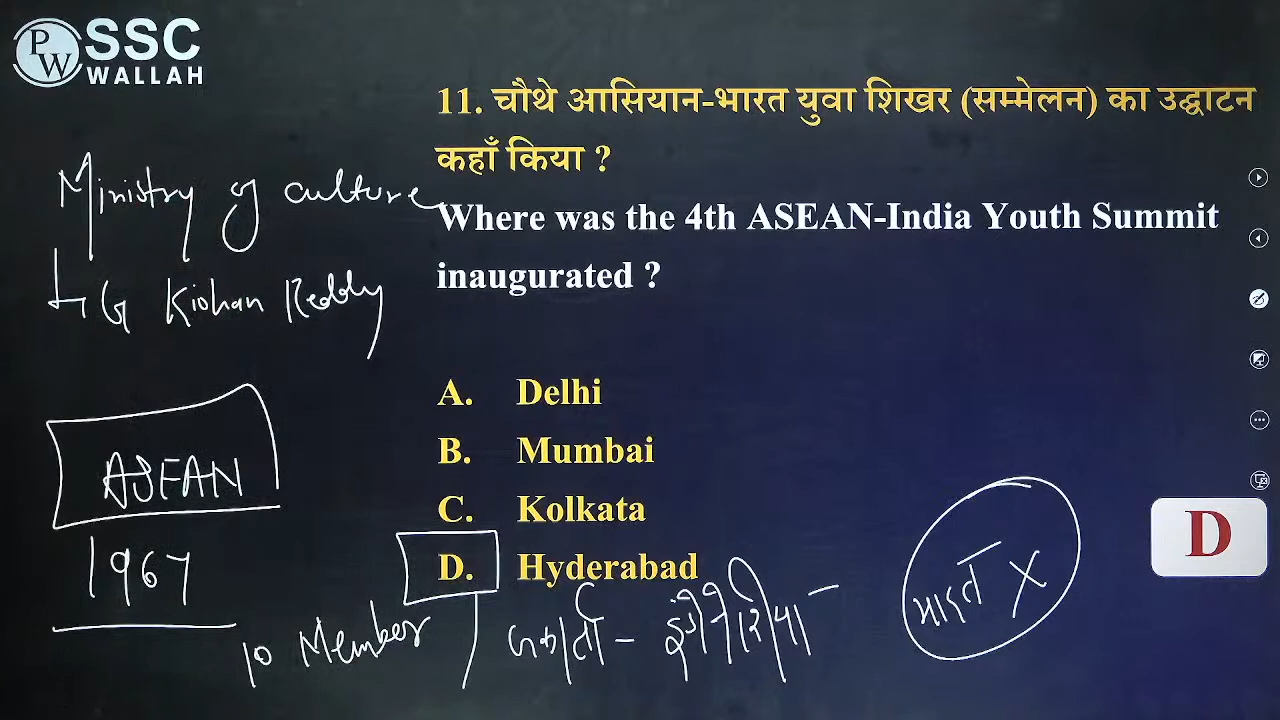 PW SSC
WALLAH
11. चौथे आसियान-भारत युवा शिखर (सम्मेलन) का उद्घाटन
कहाँ किया ?
Where was the 4th ASEAN-India Youth Summit
inaugurated ?
A. Delhi
B. Mumbai
C. Kolkata
D. Hyderabad
D
Ministry of culture
G Kishan Reddy
ASEAN
1967
10 Member
जकार्ता - इंडोनेशिया
भारत X